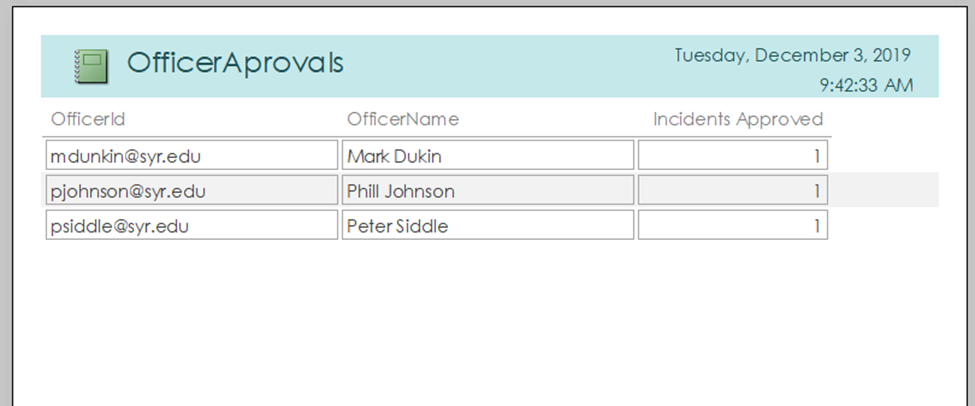 OfficerAprovals
Tuesday, December 3, 2019
9:42:33 AM
OfficerId OfficerName Incidents Approved
mdunkin@syr.edu Mark Dukin 1
pjohnson@syr.edu Phill Johnson 1
psiddle@syr.edu Peter Siddle 1